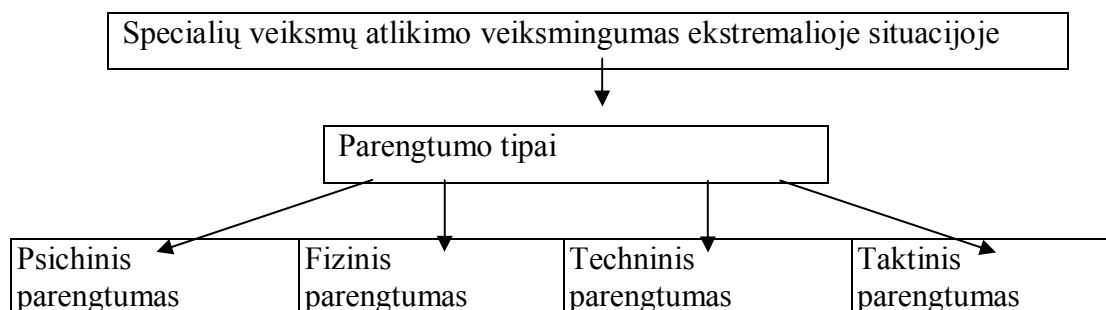 Specialių veiksmų atlikimo veiksmingumas ekstremalioje situacijoje
Parengtumo tipai
Psichinis
parengtumas
Fizinis
parengtumas
Techninis
parengtumas
Taktinis
parengtumas